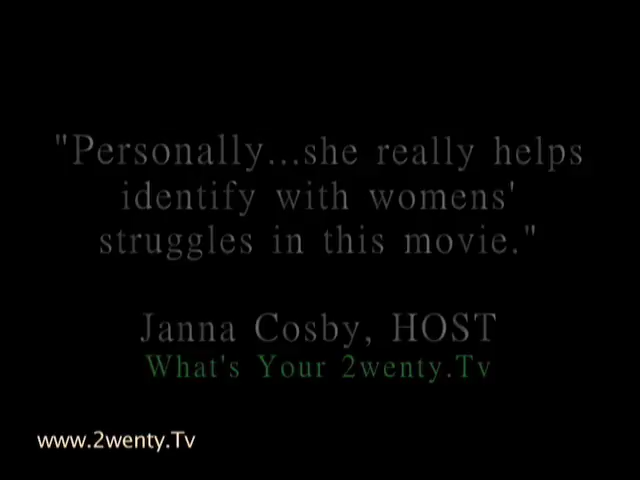 "Personally...she really helps
identify with womens'
struggles in this movie."
Janna Cosby, HOST
What's Your 2wenty.Tv
www.2wenty.Tv